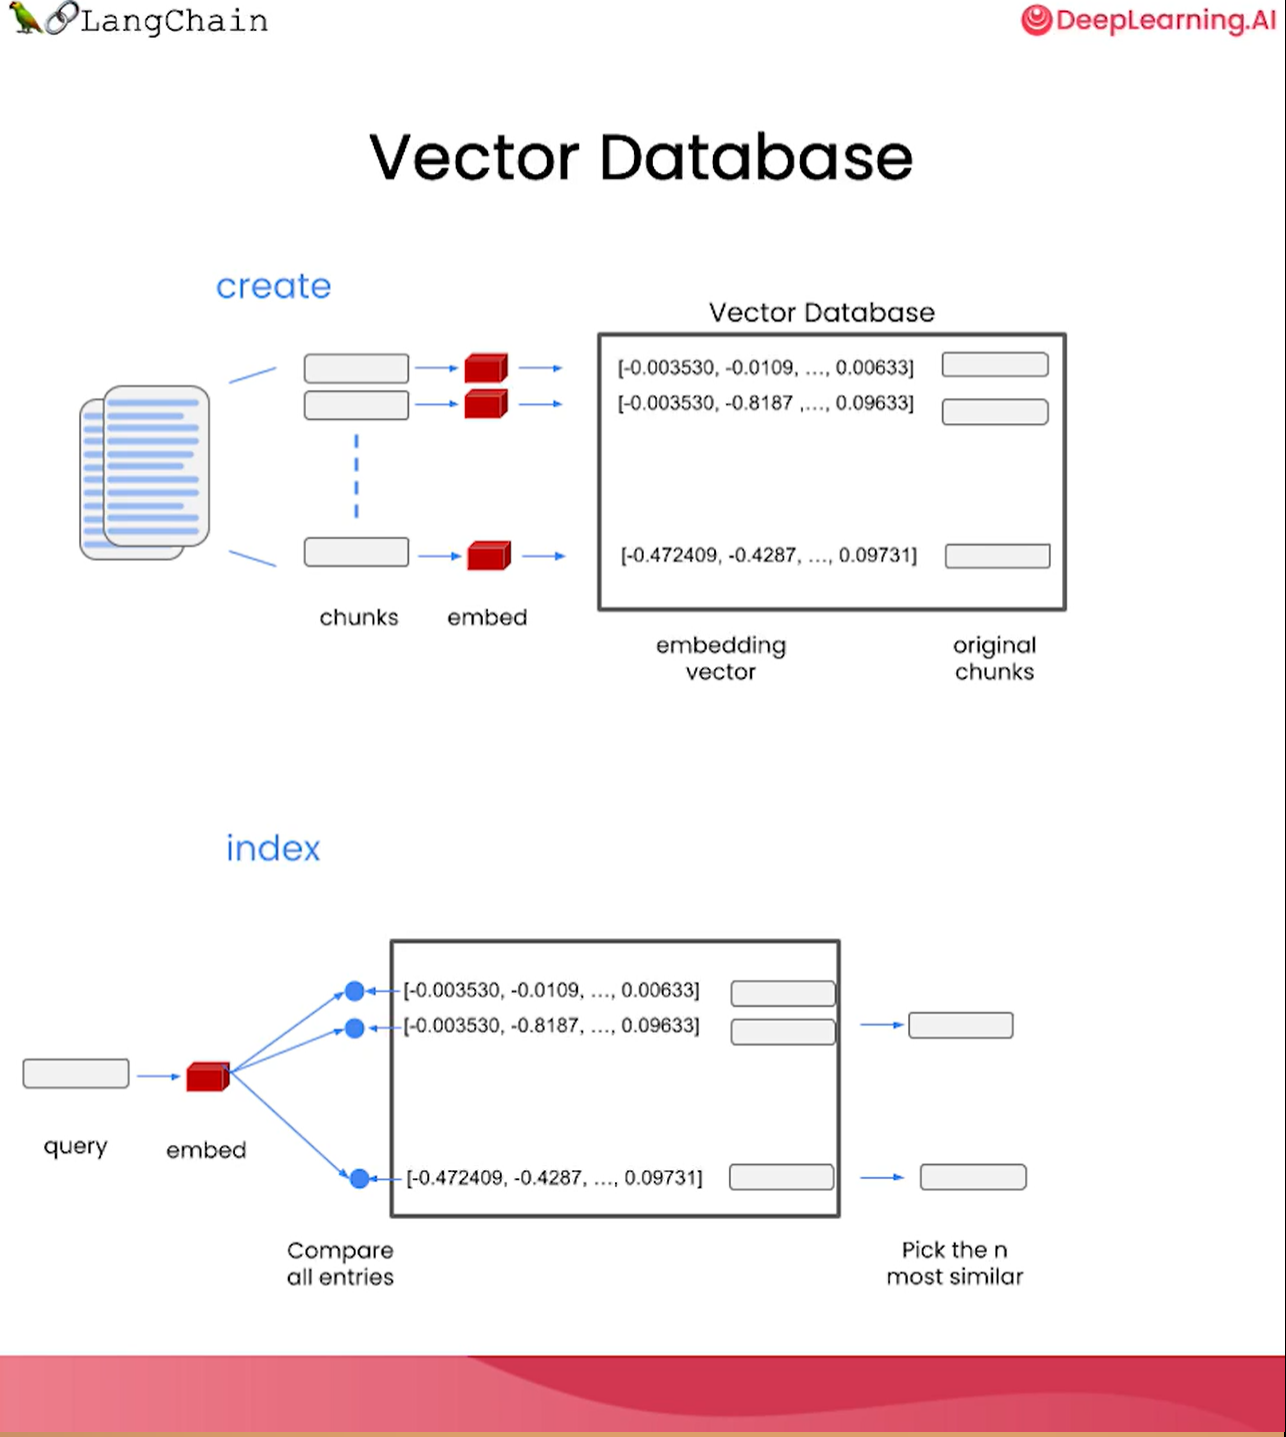 LangChain
DeepLearning.AI
Vector Database
create
Vector Database
[-0.003530, -0.0109, ..., 0.00633]
[-0.003530, -0.8187 ,..., 0.09633]
[-0.472409, -0.4287, ..., 0.09731]
chunks
embed
embedding
vector
original
chunks
index
[-0.003530, -0.0109, ..., 0.00633]
[-0.003530, -0.8187, ..., 0.09633]
query
embed
[-0.472409, -0.4287, ..., 0.09731]
Compare
all entries
Pick the n
most similar